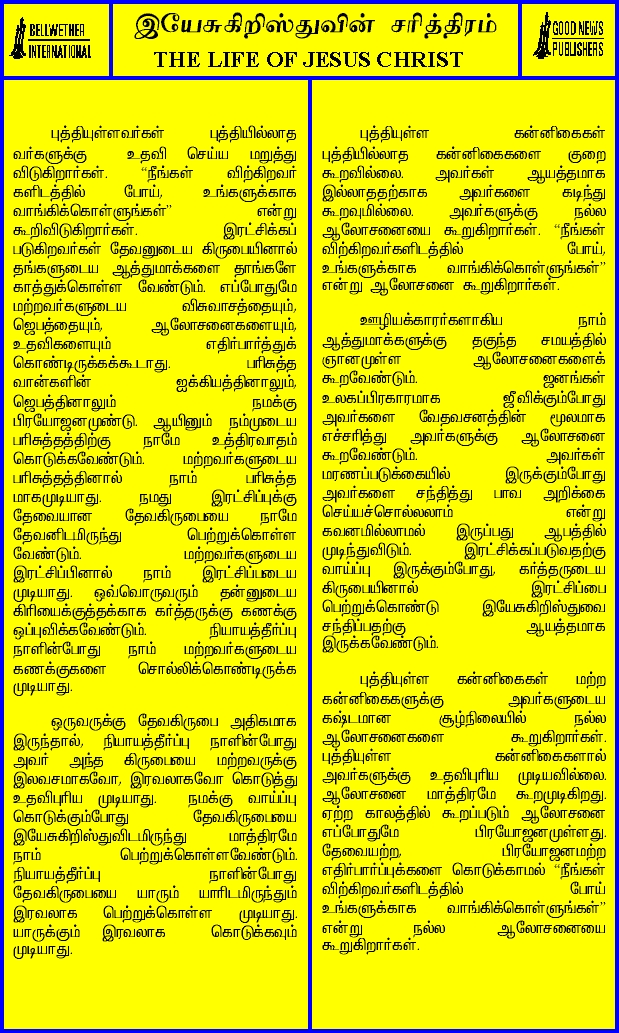 BELLWETHER
INTERNATIONAL
இயேசுகிறிஸ்துவின் சரித்திரம்
THE LIFE OF JESUS CHRIST
GOOD NEWS
PUBLISHERS
புத்தியுள்ளவர்கள் புத்தியில்லாத
வர்களுக்கு உதவி செய்ய மறுத்து
விடுகிறார்கள். “நீங்கள் விற்கிறவர்
களிடத்தில் போய், உங்களுக்காக
வாங்கிக்கொள்ளுங்கள்” என்று
கூறிவிடுகிறார்கள். இரட்சிக்கப்
படுகிறவர்கள் தேவனுடைய கிருபையினால்
தங்களுடைய ஆத்துமாக்களை தாங்களே
காத்துக்கொள்ள வேண்டும். எப்போதுமே
மற்றவர்களுடைய விசுவாசத்தையும்,
ஜெபத்தையும், ஆலோசனைகளையும்,
உதவிகளையும் எதிர்பார்த்துக்
கொண்டிருக்கக்கூடாது. பரிசுத்த
வான்களின் ஐக்கியத்தினாலும்,
ஜெபத்தினாலும் நமக்கு
பிரயோஜனமுண்டு. ஆயினும் நம்முடைய
பரிசுத்தத்திற்கு நாமே உத்திரவாதம்
கொடுக்கவேண்டும். மற்றவர்களுடைய
பரிசுத்தத்தினால் நாம் பரிசுத்த
மாகமுடியாது. நமது இரட்சிப்புக்கு
தேவையான தேவகிருபையை நாமே
தேவனிடமிருந்து பெற்றுக்கொள்ள
வேண்டும். மற்றவர்களுடைய
இரட்சிப்பினால் நாம் இரட்சிப்படைய
முடியாது. ஒவ்வொருவரும் தன்னுடைய
கிரியைக்குத்தக்காக கர்த்தருக்கு கணக்கு
ஒப்புவிக்கவேண்டும். நியாயத்தீர்ப்பு
நாளின்போது நாம் மற்றவர்களுடைய
கணக்குகளை சொல்லிக்கொண்டிருக்க
முடியாது.
ஒருவருக்கு தேவகிருபை அதிகமாக
இருந்தால், நியாயத்தீர்ப்பு நாளின்போது
அவர் அந்த கிருபையை மற்றவருக்கு
இலவசமாகவோ, இரவலாகவோ கொடுத்து
உதவிபுரிய முடியாது. நமக்கு வாய்ப்பு
கொடுக்கும்போது தேவகிருபையை
இயேசுகிறிஸ்துவிடமிருந்து மாத்திரமே
நாம் பெற்றுக்கொள்ளவேண்டும்.
நியாயத்தீர்ப்பு நாளின்போது
தேவகிருபையை யாரும் யாரிடமிருந்தும்
இரவலாக பெற்றுக்கொள்ள முடியாது.
யாருக்கும் இரவலாக கொடுக்கவும்
முடியாது.
புத்தியுள்ள கன்னிகைகள்
புத்தியில்லாத கன்னிகைகளை குறை
கூறவில்லை. அவர்கள் ஆயத்தமாக
இல்லாததற்காக அவர்களை கடிந்து
கூறவுமில்லை. அவர்களுக்கு நல்ல
ஆலோசனையை கூறுகிறார்கள். “நீங்கள்
விற்கிறவர்களிடத்தில் போய்,
உங்களுக்காக வாங்கிக்கொள்ளுங்கள்”
என்று ஆலோசனை கூறுகிறார்கள்.
ஊழியக்காரர்களாகிய நாம்
ஆத்துமாக்களுக்கு தகுந்த சமயத்தில்
ஞானமுள்ள ஆலோசனைகளைக்
கூறவேண்டும். ஜனங்கள்
உலகப்பிரகாரமாக ஜீவிக்கும்போது
அவர்களை வேதவசனத்தின் மூலமாக
எச்சரித்து அவர்களுக்கு ஆலோசனை
கூறவேண்டும். அவர்கள்
மரணப்படுக்கையில் இருக்கும்போது
அவர்களை சந்தித்து பாவ அறிக்கை
செய்யச்சொல்லலாம் என்று
கவனமில்லாமல் இருப்பது ஆபத்தில்
முடிந்துவிடும். இரட்சிக்கப்படுவதற்கு
வாய்ப்பு இருக்கும்போது, கர்த்தருடைய
கிருபையினால் இரட்சிப்பை
பெற்றுக்கொண்டு இயேசுகிறிஸ்துவை
சந்திப்பதற்கு ஆயத்தமாக
இருக்கவேண்டும்.
புத்தியுள்ள கன்னிகைகள் மற்ற
கன்னிகைகளுக்கு அவர்களுடைய
கஷ்டமான சூழ்நிலையில் நல்ல
ஆலோசனைகளை கூறுகிறார்கள்.
புத்தியுள்ள கன்னிகைகளால்
அவர்களுக்கு உதவிபுரிய முடியவில்லை.
ஆலோசனை மாத்திரமே கூறமுடிகிறது.
ஏற்ற காலத்தில் கூறப்படும் ஆலோசனை
எப்போதுமே பிரயோஜனமுள்ளது.
தேவையற்ற, பிரயோஜனமற்ற
எதிர்பார்ப்புக்களை கொடுக்காமல் “நீங்கள்
விற்கிறவர்களிடத்தில் போய்
உங்களுக்காக வாங்கிக்கொள்ளுங்கள்”
என்று நல்ல ஆலோசனையை
கூறுகிறார்கள்.